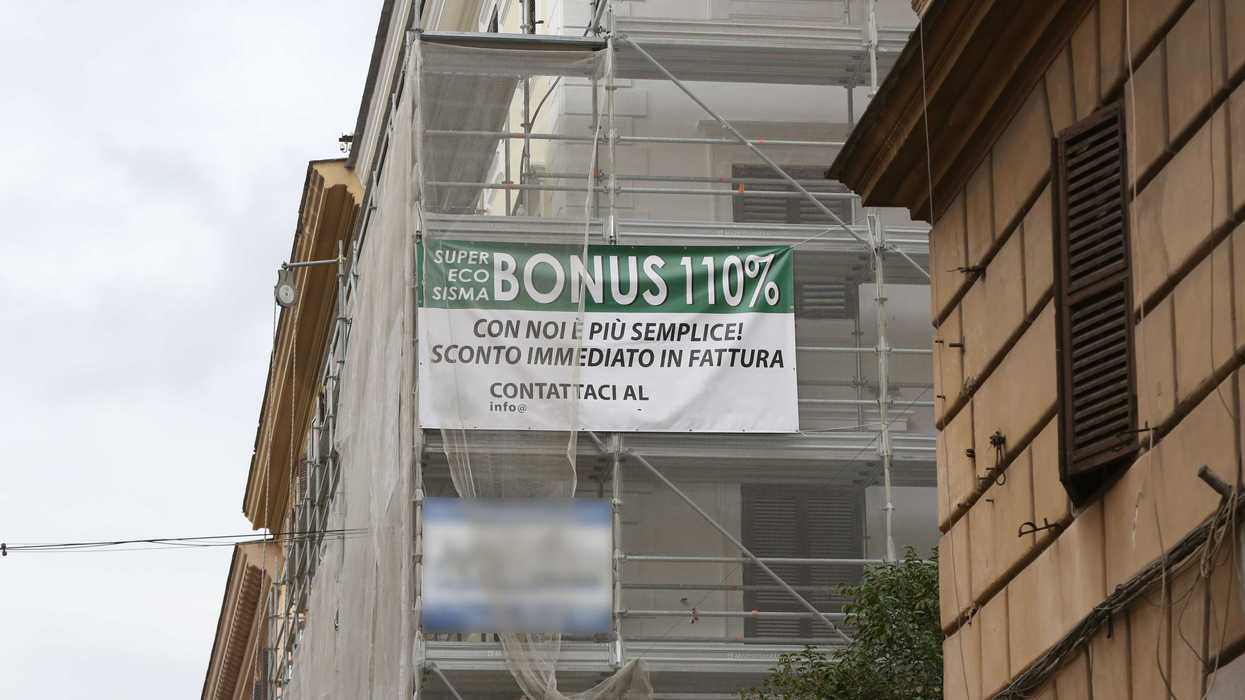 SUPER
ECO
SISMA
BONUS 110%
CON NOI È PIÙ SEMPLICE!
SCONTO IMMEDIATO IN FATTURA
CONTATTACI AL
info@